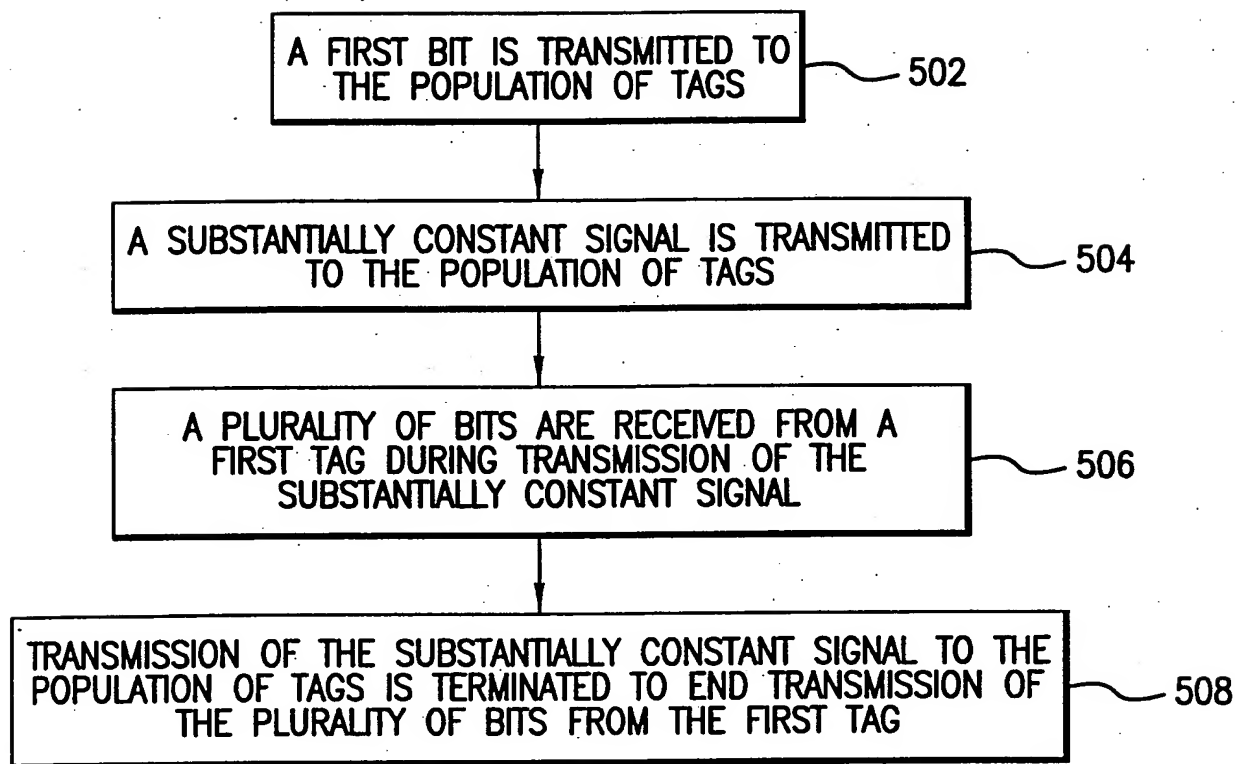 A FIRST BIT IS TRANSMITTED TO
THE POPULATION OF TAGS
502
A SUBSTANTIALLY CONSTANT SIGNAL IS TRANSMITTED
TO THE POPULATION OF TAGS
504
A PLURALITY OF BITS ARE RECEIVED FROM A
FIRST TAG DURING TRANSMISSION OF THE
SUBSTANTIALLY CONSTANT SIGNAL
506
TRANSMISSION OF THE SUBSTANTIALLY CONSTANT SIGNAL TO THE
POPULATION OF TAGS IS TERMINATED TO END TRANSMISSION OF
THE PLURALITY OF BITS FROM THE FIRST TAG
508